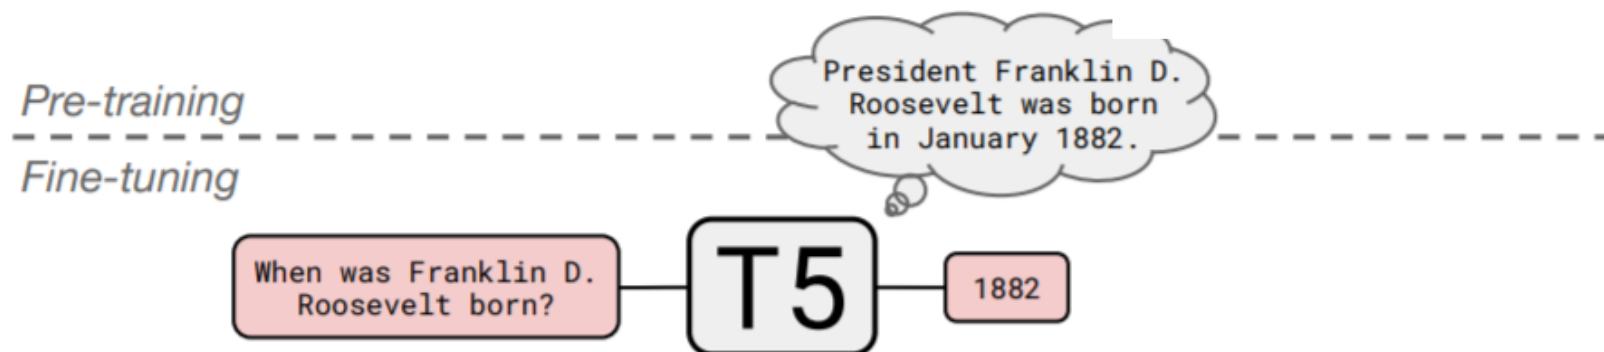 Pre-training
President Franklin D.
Roosevelt was born
in January 1882.
Fine-tuning
When was Franklin D.
Roosevelt born?
T5
1882